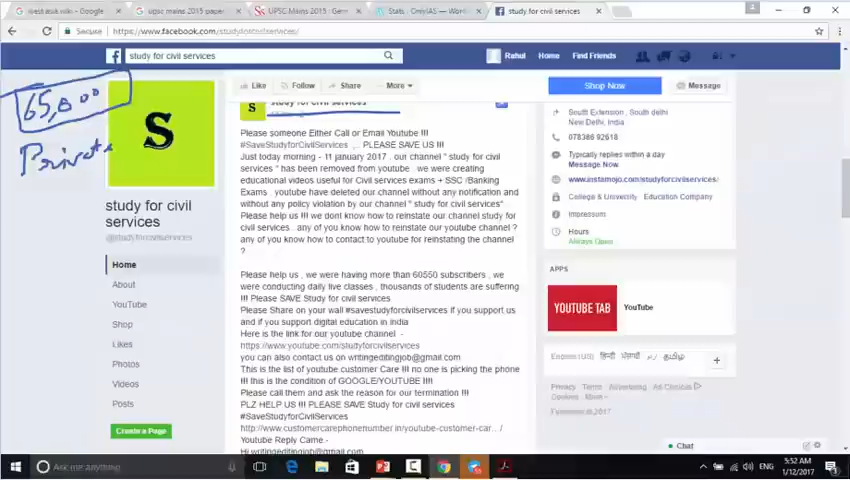 west asia wiki - Google
upsc mains 2015 paper
UPSC Mains 2015 : Gen
Stats · OnlyIAS — Wor
study for civil services
Secure
https://www.facebook.com/studyforcivilservices/
study for civil services
Rahul
Home
Find Friends
65,000
Private
S
study for civil services
@studyforcivilservices
Home
About
YouTube
Shop
Likes
Photos
Videos
Posts
Create a Page
Like
Follow
Share
More
Shop Now
Message
study for civil services
Please someone Either Call or Email Youtube !!!
#SaveStudyforCivilServices ,... PLEASE SAVE US !!!
Just today morning - 11 january 2017 , our channel " study for civil
services " has been removed from youtube . we were creating
educational videos useful for Civil services exams + SSC /Banking
Exams . youtube have deleted our channel without any notification and
without any policy violation by our channel " study for civil services"
Please help us !!! we dont know how to reinstate our channel study for
civil services . any of you know how to reinstate our youtube channel ?
any of you know how to contact to youtube for reinstating the channel
?
Please help us , we were having more than 60550 subscribers , we
were conducting daily live classes , thousands of students are suffering
!!! Please SAVE Study for civil services
Please Share on your wall #savestudyforcivilservices if you support us
and if you support digital education in india
Here is the link for our youtube channel -
https://www.youtube.com/studyforcivilservices
you can also contact us on writingeditingjob@gmail.com
This is the list of youtube customer Care !!! no one is picking the phone
!!! this is the condition of GOOGLE/YOUTUBE !!!!
Please call them and ask the reason for our termination !!!
PLZ HELP US !!! PLEASE SAVE Study for civil services
#SaveStudyForCivilServices
http://www.customercarephonenumber.in/youtube-customer-car.../
Youtube Reply Came -
Hi writingeditingjob@gmail.com
South Extension , South delhi
New Delhi, India
078386 92618
Typically replies within a day
Message Now
www.instamojo.com/studyforcivilservices/
College & University · Education Company
Impressum
Hours
Always Open
APPS
YOUTUBE TAB
YouTube
English (US) · हिन्दी · ਪੰਜਾਬੀ · اردو · தமிழ்
Privacy · Terms · Advertising · Ad Choices
Cookies · More
Facebook © 2017
Chat
Ask me anything
ENG
5:52 AM
1/12/2017